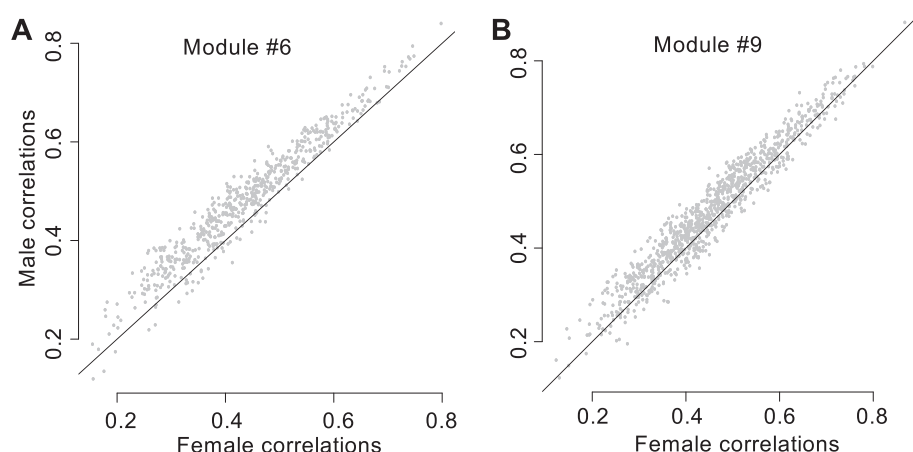 A
Module #6
0.8
0.6
0.4
0.2
Male correlations
0.2 0.4 0.6 0.8
Female correlations
B
Module #9
0.8
0.6
0.4
0.2
0.2 0.4 0.6 0.8
Female correlations